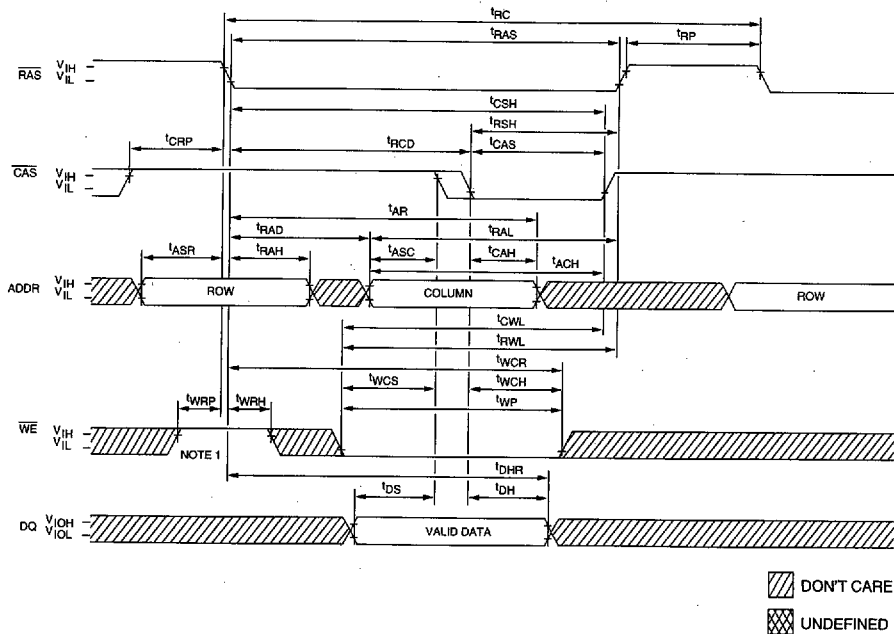 tRC
tRAS
tRP
RAS
VIH
VIL
tCSH
tRSH
tCRP
tRCD
tCAS
CAS
VIH
VIL
tAR
tRAD
tRAL
tASR
tRAH
tASC
tCAH
tACH
ADDR
VIH
VIL
ROW
COLUMN
ROW
tCWL
tRWL
tWCR
tWCS
tWCH
tWRP
tWRH
tWP
WE
VIH
VIL
NOTE 1
tDHR
tDS
tDH
DQ
VIOH
VIOL
VALID DATA
DON'T CARE
UNDEFINED